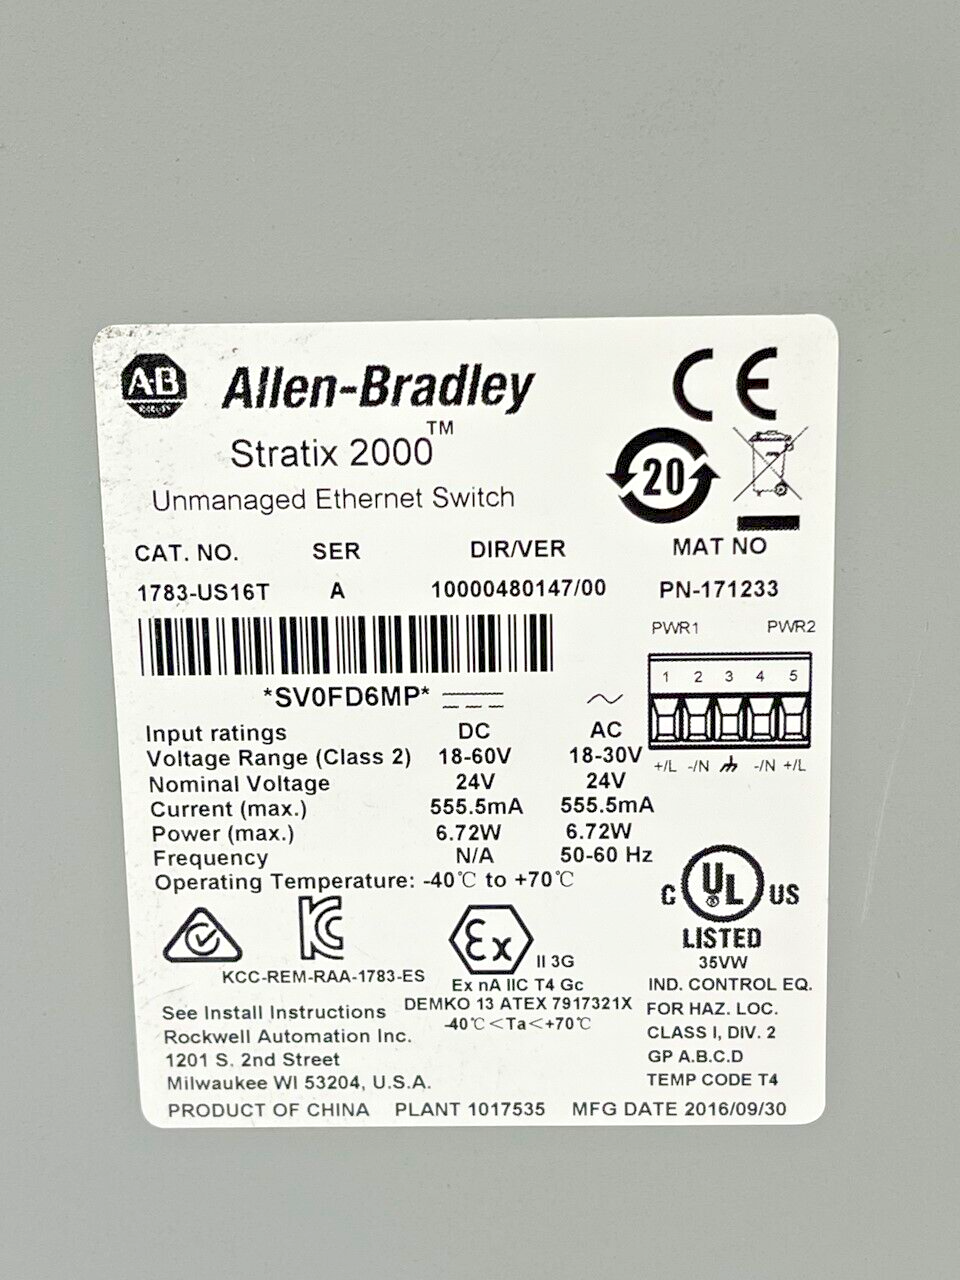 A-B
Allen-Bradley
Stratix 2000™
Unmanaged Ethernet Switch
CE
20
CAT. NO. SER DIR/VER MAT NO
1783-US16T A 10000480147/00 PN-171233
PWR1 PWR2
1 2 3 4 5
+/L -/N -/N +/L
*SV0FD6MP*
Input ratings DC AC
Voltage Range (Class 2) 18-60V 18-30V
Nominal Voltage 24V 24V
Current (max.) 555.5mA 555.5mA
Power (max.) 6.72W 6.72W
Frequency N/A 50-60 Hz
Operating Temperature: -40℃ to +70℃
C UL US
®
LISTED
35VW
IND. CONTROL EQ.
FOR HAZ. LOC.
CLASS I, DIV. 2
GP A.B.C.D
TEMP CODE T4
KC
KCC-REM-RAA-1783-ES
Ex II 3G
Ex nA IIC T4 Gc
DEMKO 13 ATEX 7917321X
-40℃<Ta<+70℃
See Install Instructions
Rockwell Automation Inc.
1201 S. 2nd Street
Milwaukee WI 53204, U.S.A.
PRODUCT OF CHINA PLANT 1017535 MFG DATE 2016/09/30